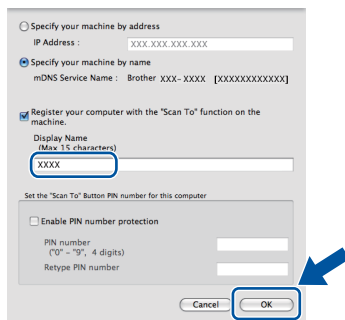 Specify your machine by address
IP Address : XXX.XXX.XXX.XXX
Specify your machine by name
mDNS Service Name : Brother XXX-XXXX [XXXXXXXXXXXX]
Register your computer with the "Scan To" function on the
machine.
Display Name
(Max 15 characters)
XXXX
Set the "Scan To" Button PIN number for this computer
Enable PIN number protection
PIN number
("0" – "9", 4 digits)
Retype PIN number
Cancel OK